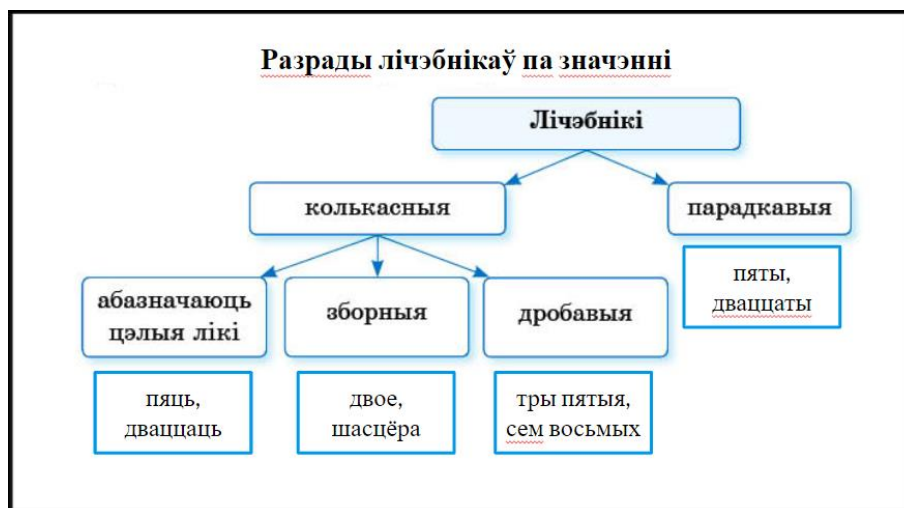 Разрады лічэбнікаў па значэнні
Лічэбнікі
колькасныя
парадкавыя
пяты,
дваццаты
абазначаюць
цэлыя лікі
зборныя
дробавыя
пяць,
дваццаць
двое,
шасцёра
тры пятыя,
сем восьмых